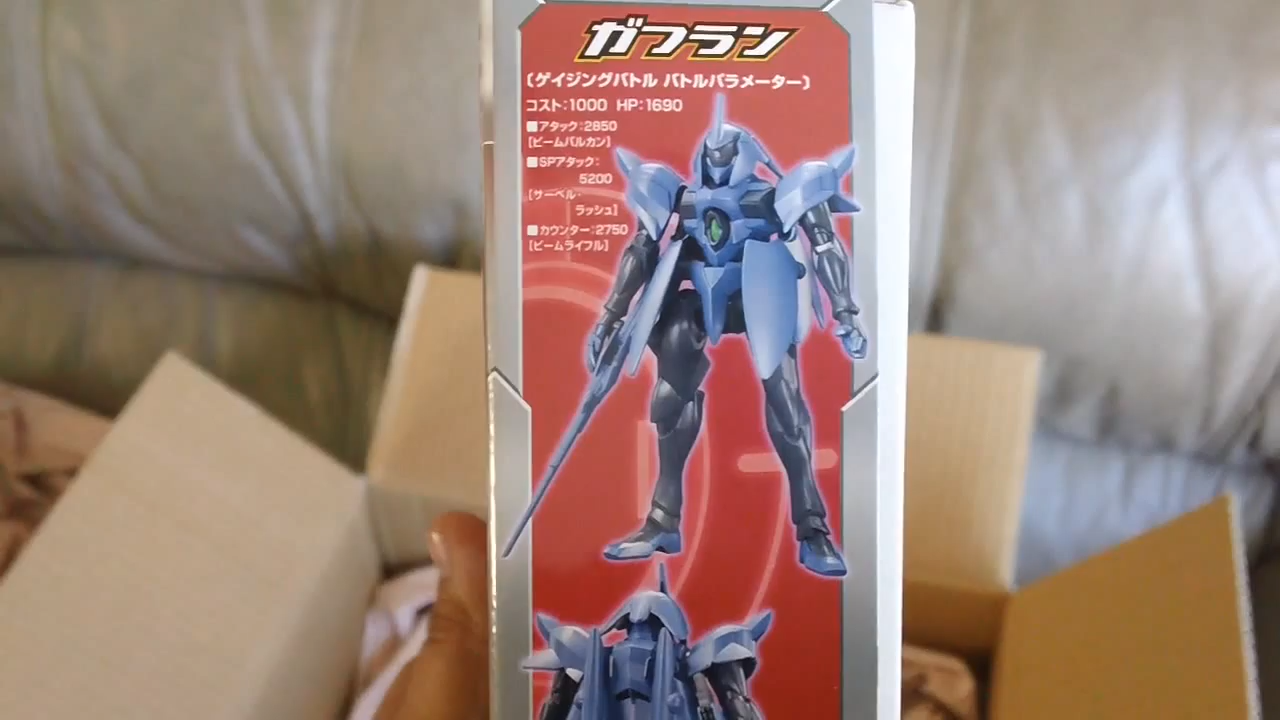 ガフラン
〔ゲイジングバトル バトルパラメーター〕
コスト:1000 HP:1690
■アタック:2850
[ビームバルカン]
■SPアタック:
5200
[サーベル・
ラッシュ]
■カウンター:2750
[ビームライフル]